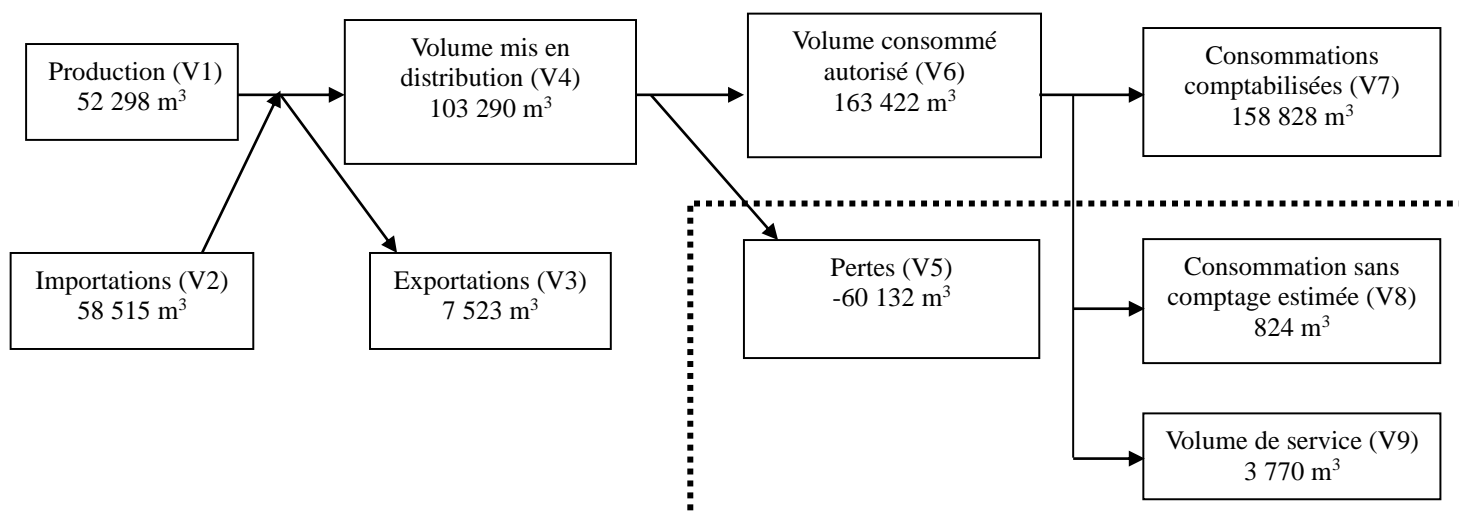 Production (V1)
52 298 m³
Volume mis en
distribution (V4)
103 290 m³
Volume consommé
autorisé (V6)
163 422 m³
Consommations
comptabilisées (V7)
158 828 m³
Importations (V2)
58 515 m³
Exportations (V3)
7 523 m³
Pertes (V5)
-60 132 m³
Consommation sans
comptage estimée (V8)
824 m³
Volume de service (V9)
3 770 m³